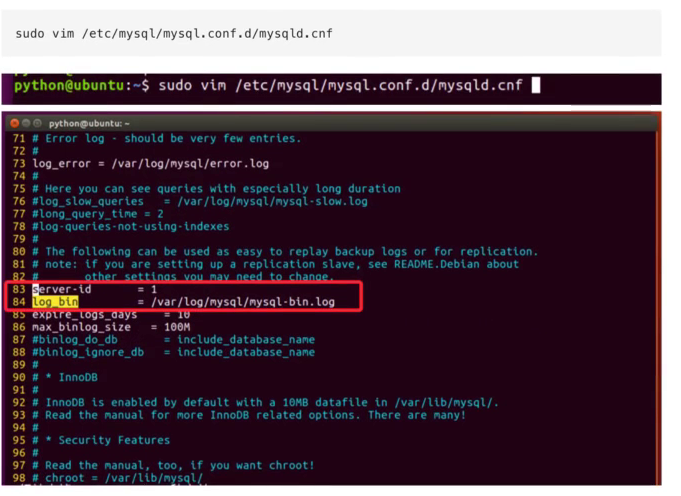 sudo vim /etc/mysql/mysql.conf.d/mysqld.cnf
python@ubuntu:~$ sudo vim /etc/mysql/mysql.conf.d/mysqld.cnf
python@ubuntu: ~
71 # Error log - should be very few entries.
72 #
73 log_error = /var/log/mysql/error.log
74 #
75 # Here you can see queries with especially long duration
76 #log_slow_queries   = /var/log/mysql/mysql-slow.log
77 #long_query_time = 2
78 #log-queries-not-using-indexes
79 #
80 # The following can be used as easy to replay backup logs or for replication.
81 # note: if you are setting up a replication slave, see README.Debian about
82 #       other settings you may need to change.
83 server-id       = 1
84 log_bin         = /var/log/mysql/mysql-bin.log
85 expire_logs_days    = 10
86 max_binlog_size   = 100M
87 #binlog_do_db       = include_database_name
88 #binlog_ignore_db   = include_database_name
89 #
90 # * InnoDB
91 #
92 # InnoDB is enabled by default with a 10MB datafile in /var/lib/mysql/.
93 # Read the manual for more InnoDB related options. There are many!
94 #
95 # * Security Features
96 #
97 # Read the manual, too, if you want chroot!
98 # chroot = /var/lib/mysql/